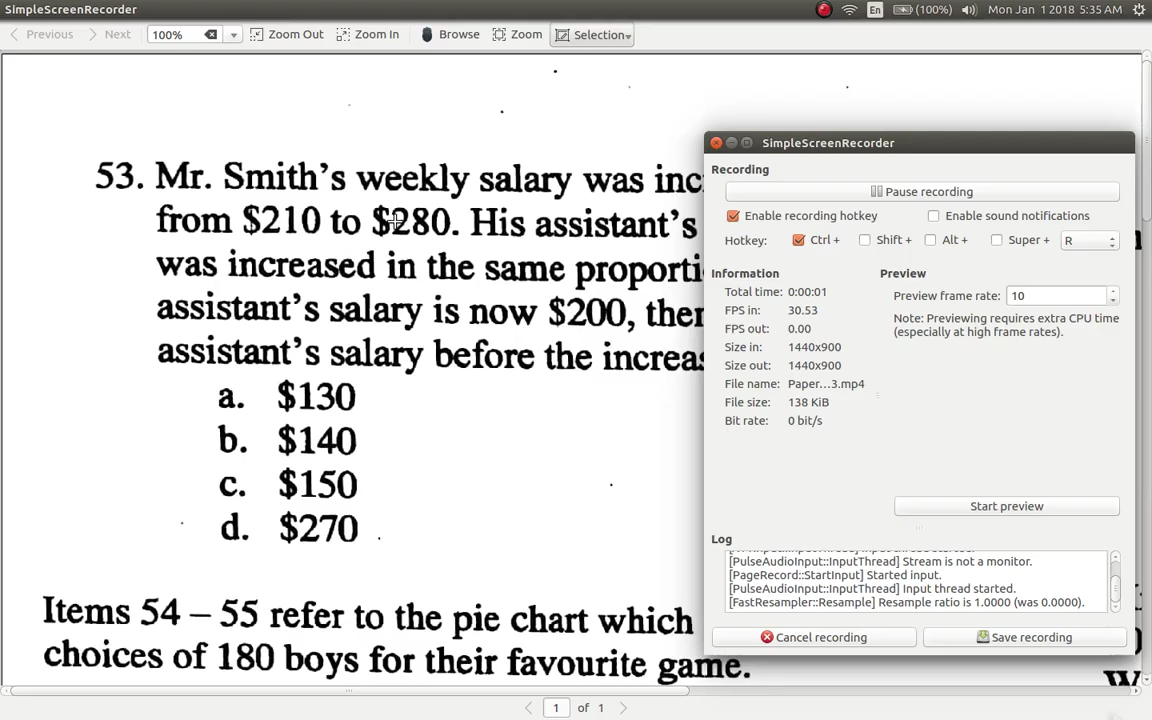 SimpleScreenRecorder
En (100%) Mon Jan 1 2018 5:35 AM
Previous Next 100% Zoom Out Zoom In Browse Zoom Selection
53. Mr. Smith's weekly salary was
from $210 to $280. His assistant's
was increased in the same
assistant's salary is now $200,
assistant's salary before the
a. $130
b. $140
c. $150
d. $270
Items 54 – 55 refer to the pie chart which
choices of 180 boys for their favourite game.
SimpleScreenRecorder
Recording
Pause recording
Enable recording hotkey Enable sound notifications
Hotkey: Ctrl + Shift + Alt + Super + R
Information
Total time: 0:00:01
FPS in: 30.53
FPS out: 0.00
Size in: 1440x900
Size out: 1440x900
File name: Paper...3.mp4
File size: 138 KiB
Bit rate: 0 bit/s
Preview
Preview frame rate: 10
Note: Previewing requires extra CPU time
(especially at high frame rates).
Start preview
Log
[PulseAudioInput::InputThread] Stream is not a monitor.
[PageRecord::StartInput] Started input.
[PulseAudioInput::InputThread] Input thread started.
[FastResampler::Resample] Resample ratio is 1.0000 (was 0.0000).
Cancel recording Save recording
1 of 1